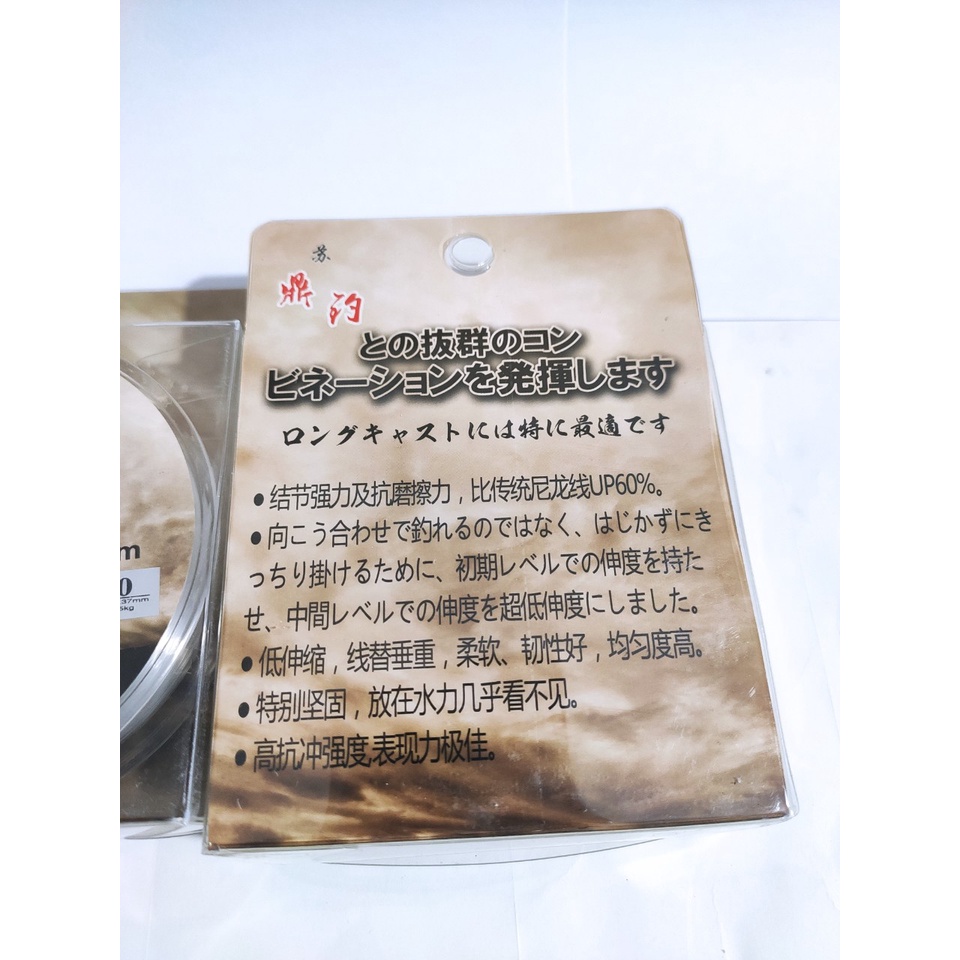 苏
鼎钓
との抜群のコン
ビネーションを発揮します
ロングキャストには特に最適です
● 结节强力及抗磨擦力，比传统尼龙线UP60%。
● 向こう合わせで釣れるのではなく、はじかずにき
っちり掛けるために、初期レベルでの伸度を持た
せ、中間レベルでの伸度を超低伸度にしました。
● 低伸缩，线替垂重，柔软、韧性好，均匀度高。
● 特别坚固，放在水力几乎看不见。
● 高抗冲强度,表现力极佳。
m
0
37mm
5kg